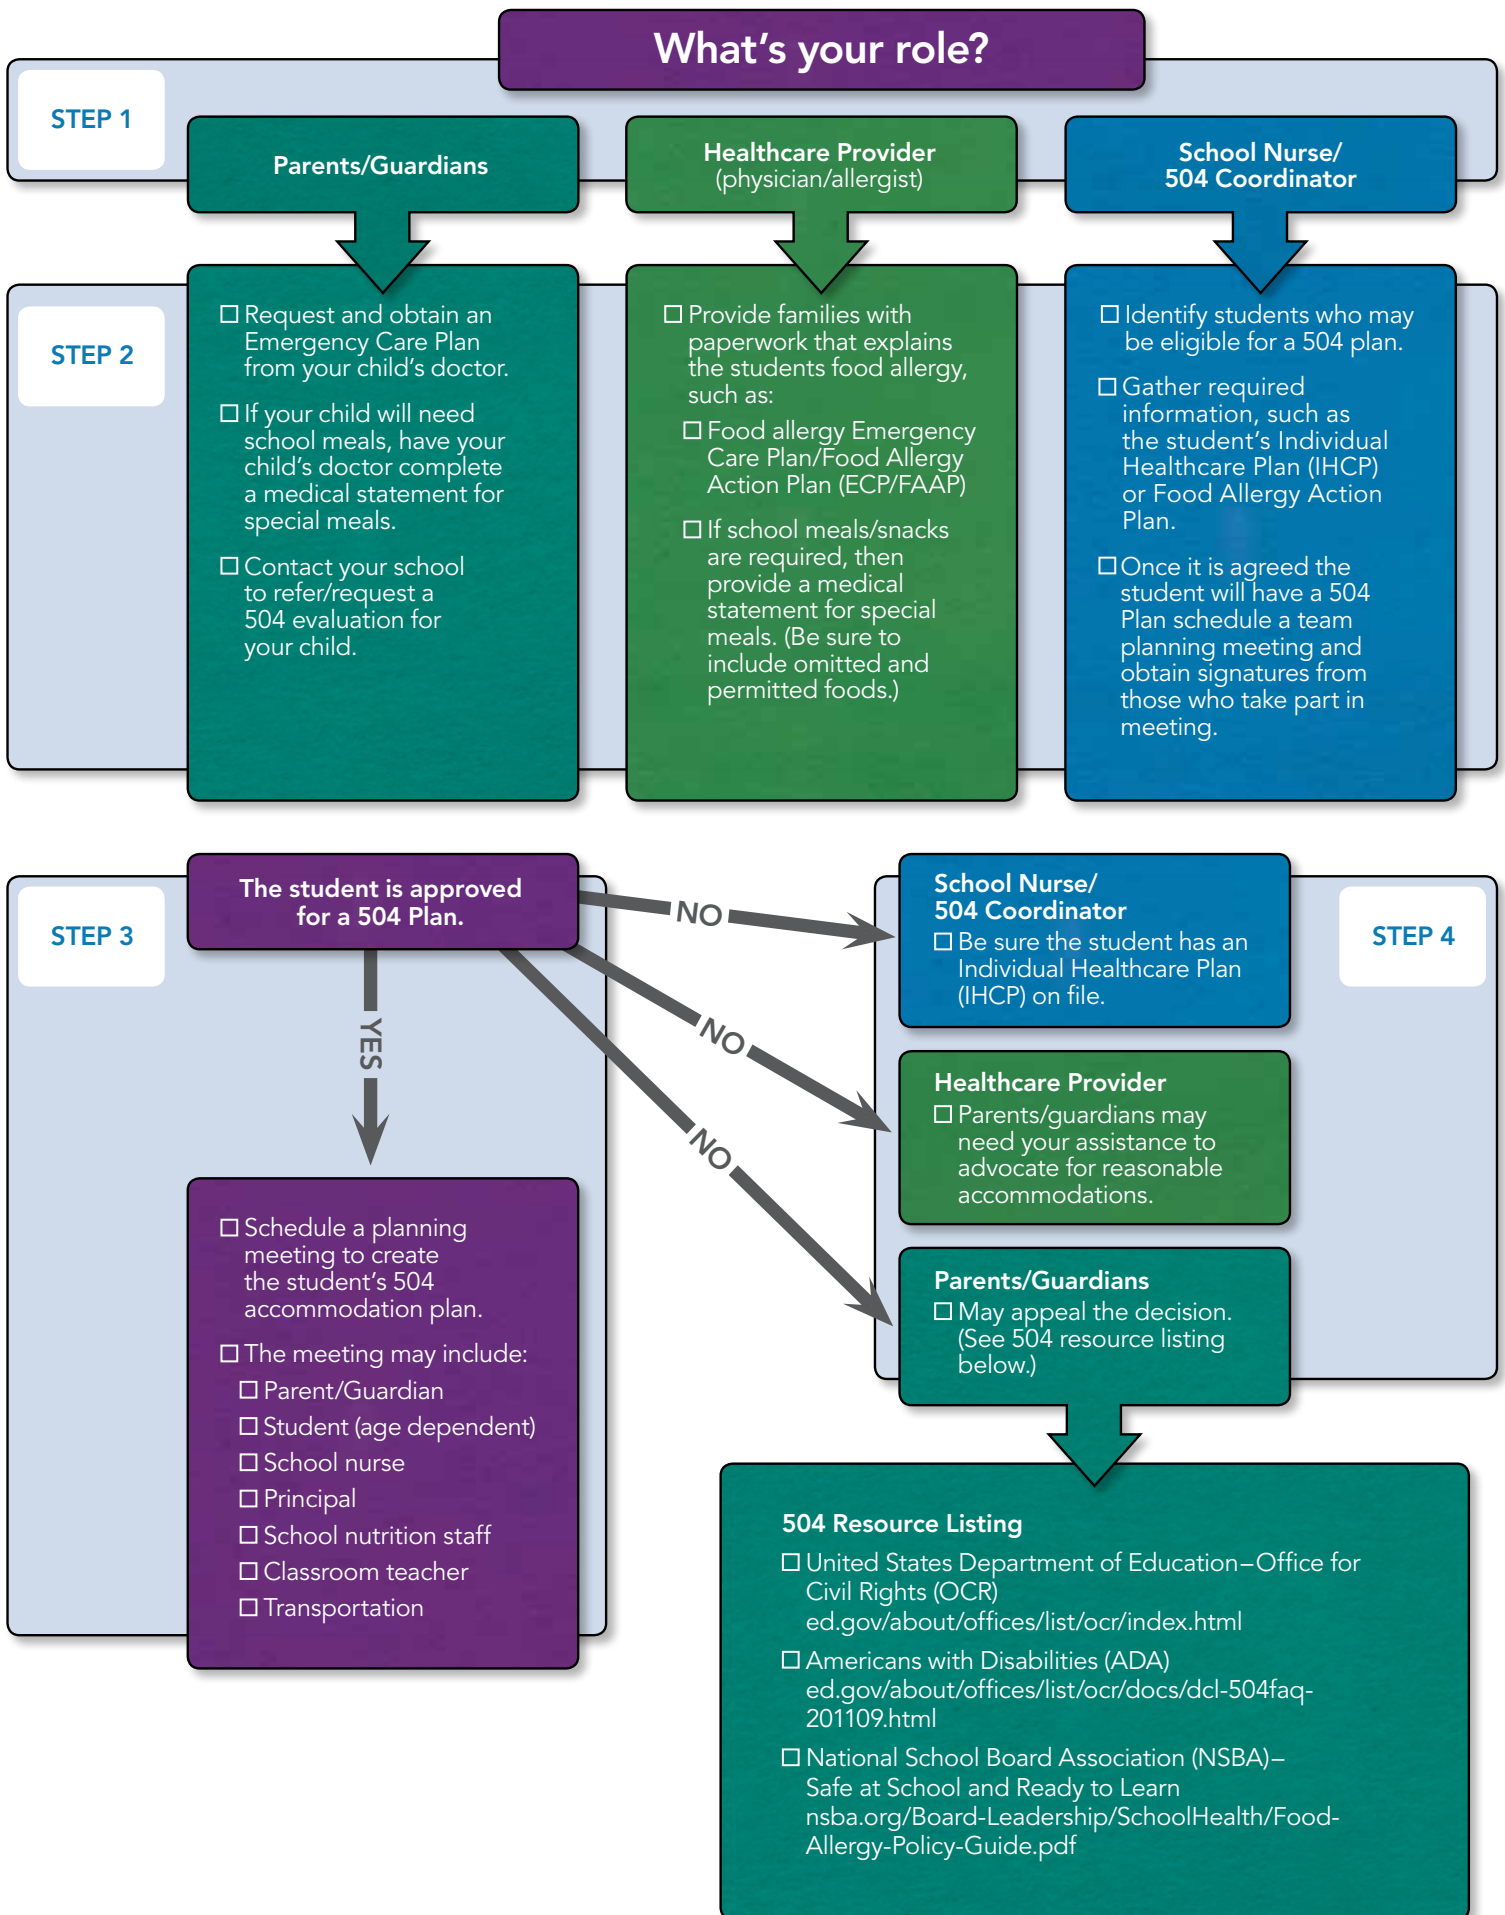 What's your role?
STEP 1
Parents/Guardians
Healthcare Provider
(physician/allergist)
School Nurse/
504 Coordinator
STEP 2
☐ Request and obtain an
Emergency Care Plan
from your child's doctor.
☐ If your child will need
school meals, have your
child's doctor complete
a medical statement for
special meals.
☐ Contact your school
to refer/request a
504 evaluation for
your child.
☐ Provide families with
paperwork that explains
the students food allergy,
such as:
☐ Food allergy Emergency
Care Plan/Food Allergy
Action Plan (ECP/FAAP)
☐ If school meals/snacks
are required, then
provide a medical
statement for special
meals. (Be sure to
include omitted and
permitted foods.)
☐ Identify students who may
be eligible for a 504 plan.
☐ Gather required
information, such as
the student's Individual
Healthcare Plan (IHCP)
or Food Allergy Action
Plan.
☐ Once it is agreed the
student will have a 504
Plan schedule a team
planning meeting and
obtain signatures from
those who take part in
meeting.
STEP 3
The student is approved
for a 504 Plan.
YES
NO
NO
NO
☐ Schedule a planning
meeting to create
the student's 504
accommodation plan.
☐ The meeting may include:
☐ Parent/Guardian
☐ Student (age dependent)
☐ School nurse
☐ Principal
☐ School nutrition staff
☐ Classroom teacher
☐ Transportation
STEP 4
School Nurse/
504 Coordinator
☐ Be sure the student has an
Individual Healthcare Plan
(IHCP) on file.
Healthcare Provider
☐ Parents/guardians may
need your assistance to
advocate for reasonable
accommodations.
Parents/Guardians
☐ May appeal the decision.
(See 504 resource listing
below.)
504 Resource Listing
☐ United States Department of Education–Office for
Civil Rights (OCR)
ed.gov/about/offices/list/ocr/index.html
☐ Americans with Disabilities (ADA)
ed.gov/about/offices/list/ocr/docs/dcl-504faq-
201109.html
☐ National School Board Association (NSBA)–
Safe at School and Ready to Learn
nsba.org/Board-Leadership/SchoolHealth/Food-
Allergy-Policy-Guide.pdf